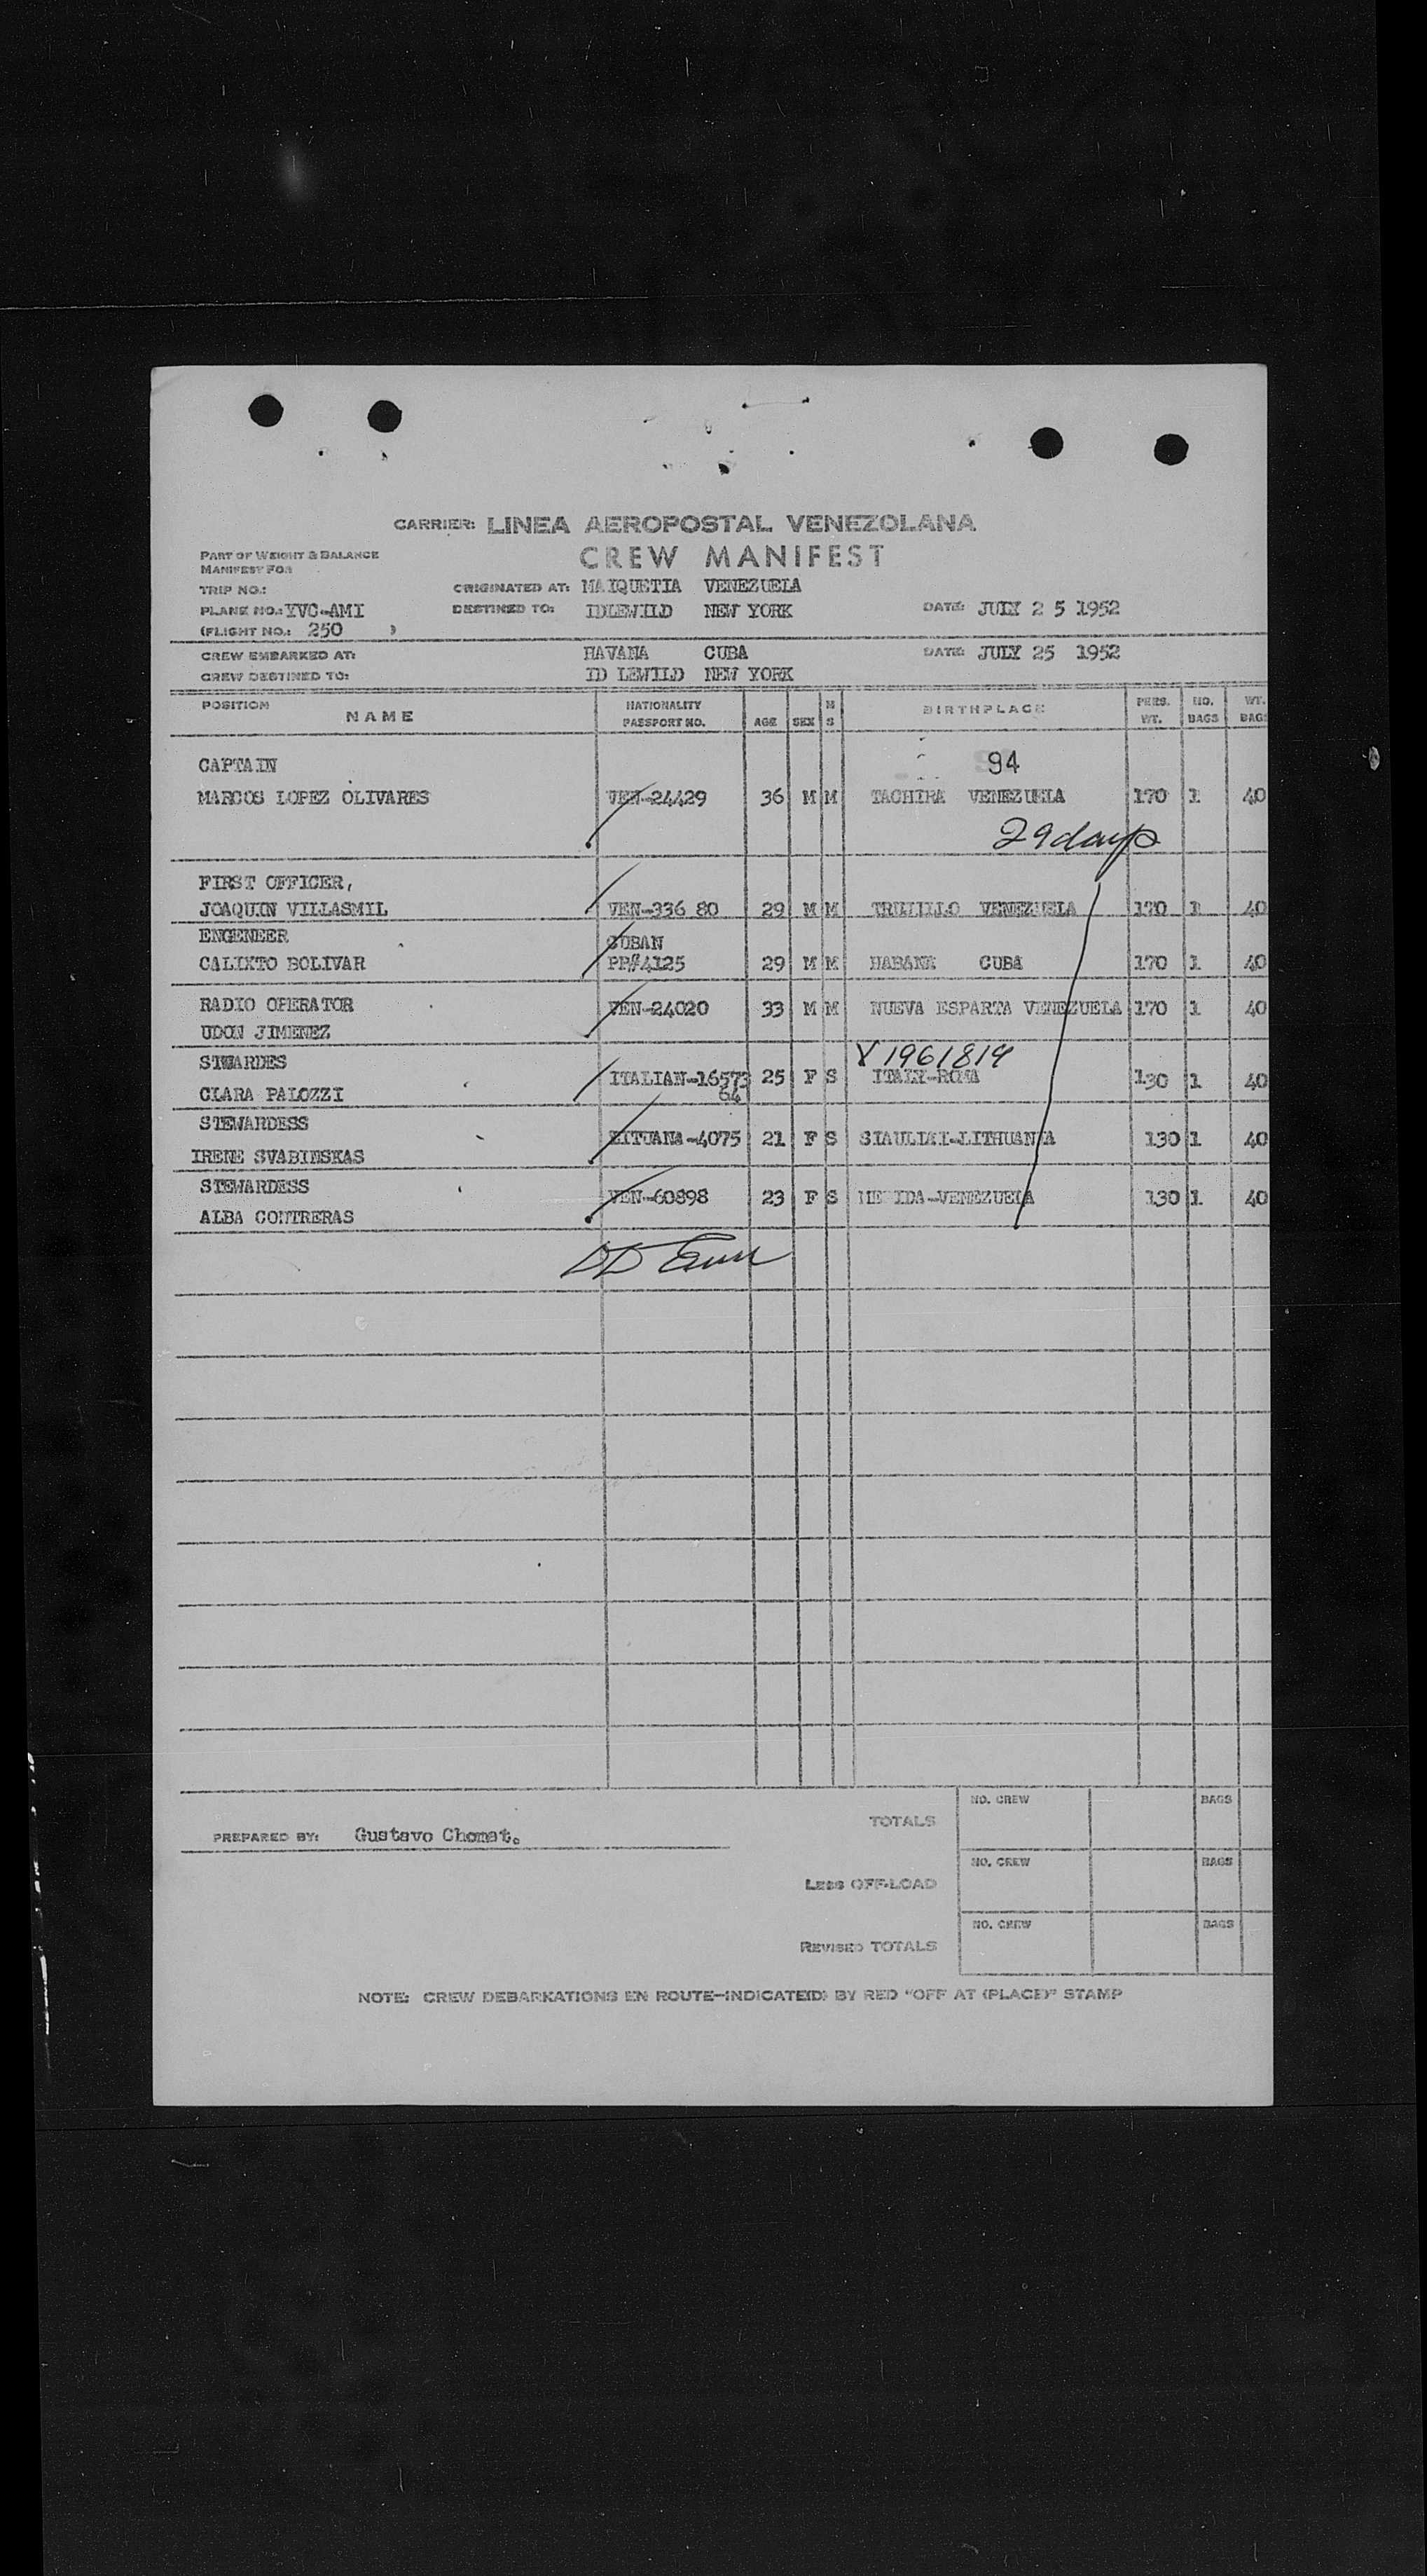 CARRIER: LINEA AEROPOSTAL VENEZOLANA
PART OF WEIGHT & BALANCE
MANIFEST FOR
CREW MANIFEST
TRIP NO.: ORIGINATED AT: MAIQUETIA VENEZUELA
PLANE NO.: YVC-AMI DESTINED TO: IDLEWILD NEW YORK DATE: JULY 2 5 1952
(FLIGHT NO.: 250 )
CREW EMBARKED AT: HAVANA CUBA DATE: JULY 25 1952
CREW DESTINED TO: ID LEWILD NEW YORK
POSITION NAME NATIONALITY PASSPORT NO. AGE SEX M S BIRTHPLACE PERS. WT. NO. BAGS WT. BAGS
CAPTAIN 94
MARCOS LOPEZ OLIVARES VEN-24429 36 M M TACHIRA VENEZUELA 170 1 40
29 days
FIRST OFFICER,
JOAQUIN VILLASMIL VEN-336 80 29 M M TRUJILLO VENEZUELA 170 1 40
ENGENEER CUBAN
CALIXTO BOLIVAR PP#4125 29 M M HABANA CUBA 170 1 40
RADIO OPERATOR VEN-24020 33 M M NUEVA ESPARTA VENEZUELA 170 1 40
UDON JIMENEZ
STWARDES V 1961819
CLARA PALOZZI ITALIAN-16573 64 25 F S ITALY-ROMA 130 1 40
STEWARDESS LITUANA-4075 21 F S SIAULIAI-LITHUANIA 130 1 40
IRENE SVABINSKAS
STEWARDESS VEN-60898 23 F S MERIDA-VENEZUELA 130 1 40
ALBA CONTRERAS
TOTALS NO. CREW BAGS
PREPARED BY: Gustavo Chomat.
LESS OFF-LOAD NO. CREW BAGS
REVISED TOTALS NO. CREW BAGS
NOTE: CREW DEBARKATIONS EN ROUTE-INDICATE(D) BY RED "OFF AT (PLACE)" STAMP